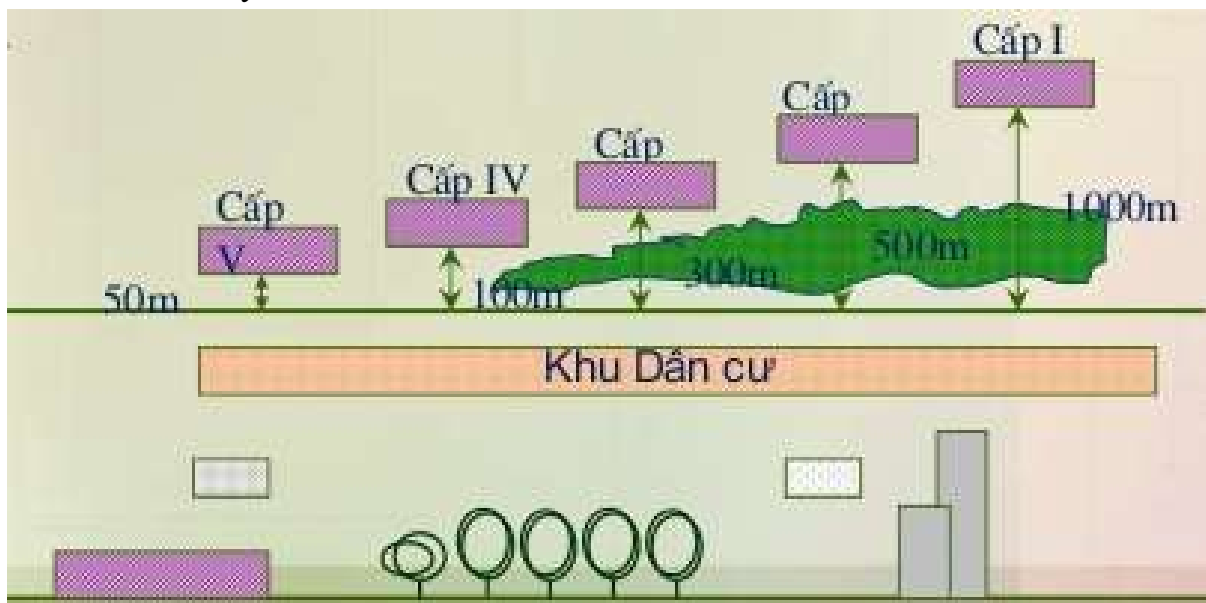 Cấp I
Cấp
Cấp
Cấp IV
Cấp
V
1000m
500m
300m
100m
50m
Khu Dân cư